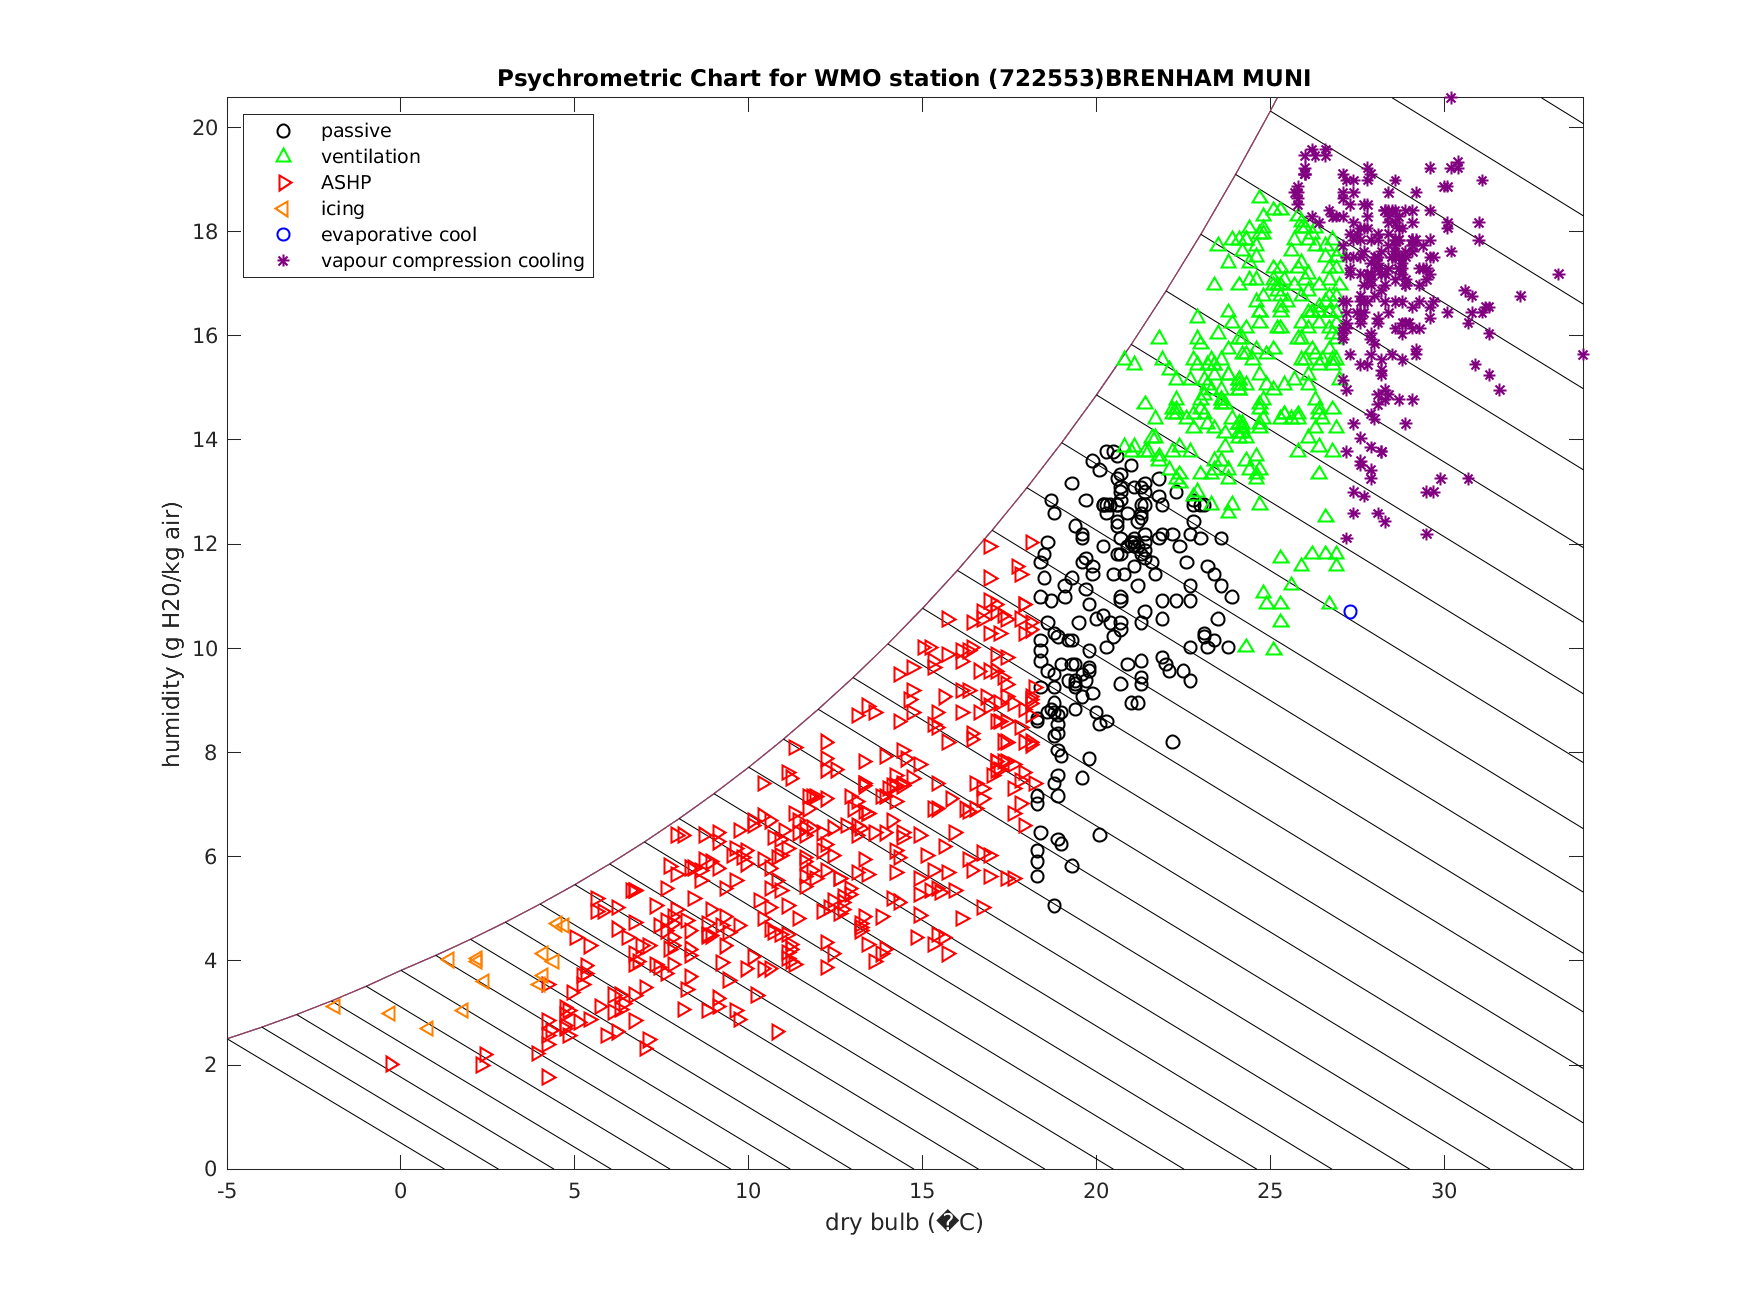 Psychrometric Chart for WMO station (722553)BRENHAM MUNI
passive
ventilation
ASHP
icing
evaporative cool
vapour compression cooling
humidity (g H20/kg air)
20
18
16
14
12
10
8
6
4
2
0
-5 0 5 10 15 20 25 30
dry bulb (�C)